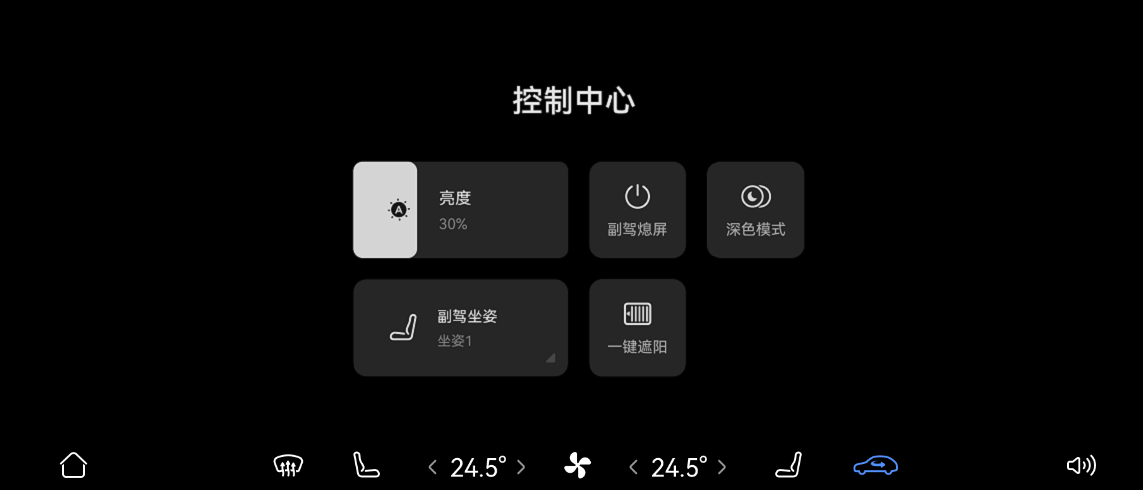 控制中心
亮度
30%
副驾熄屏
深色模式
副驾坐姿
坐姿1
一键遮阳
24.5°
24.5°